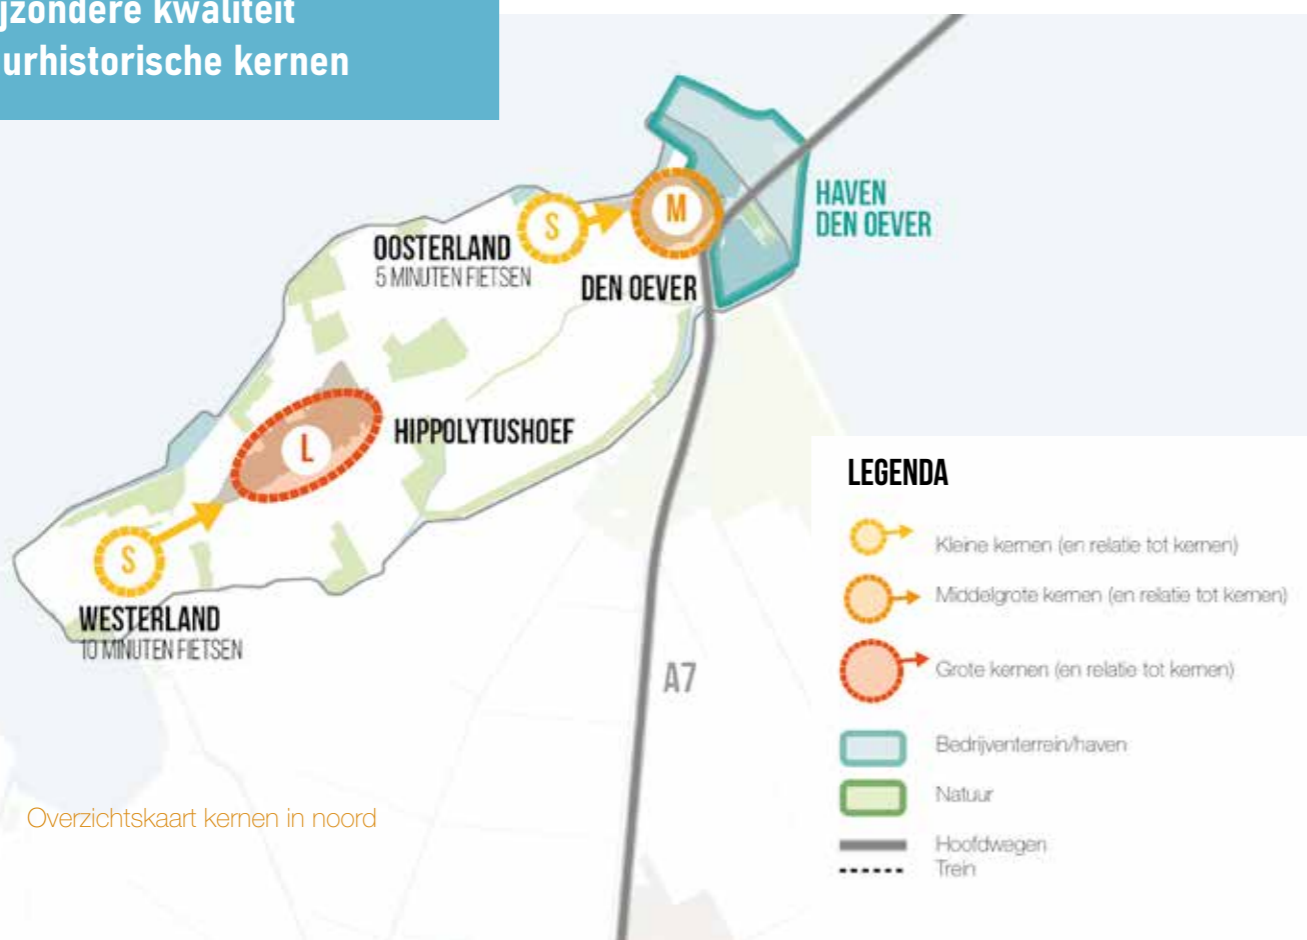 jzondere kwaliteit
urhistorische kernen
S
M
HAVEN
DEN OEVER
OOSTERLAND
5 MINUTEN FIETSEN
DEN OEVER
L
HIPPOLYTUSHOEF
S
WESTERLAND
10 MINUTEN FIETSEN
A7
Overzichtskaart kernen in noord
LEGENDA
Kleine kernen (en relatie tot kernen)
Middelgrote kernen (en relatie tot kernen)
Grote kernen (en relatie tot kernen)
Bedrijventerrein/haven
Natuur
Hoofdwegen
Trein